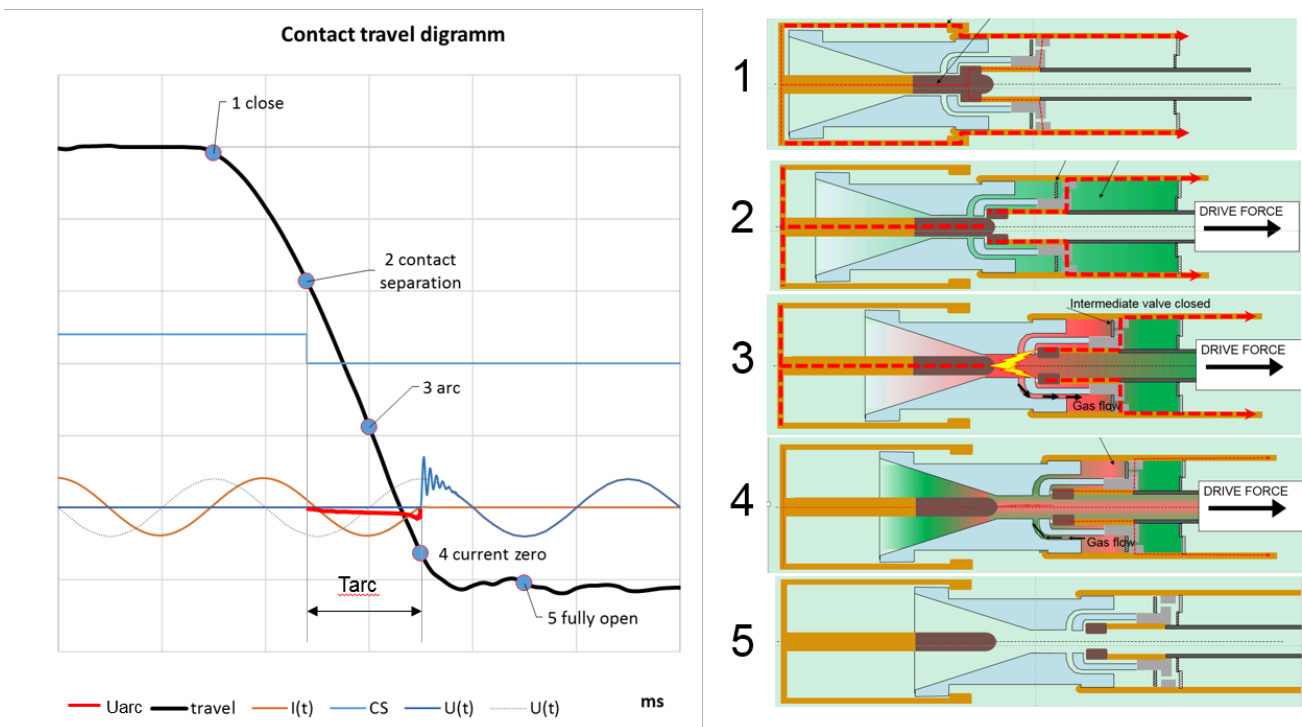 Contact travel digramm
1 close
2 contact
separation
3 arc
4 current zero
Tarc
5 fully open
Uarc
travel
I(t)
CS
U(t)
U(t)
ms
1
2
DRIVE FORCE
Intermediate valve closed
3
DRIVE FORCE
Gas flow
4
DRIVE FORCE
Gas flow
5